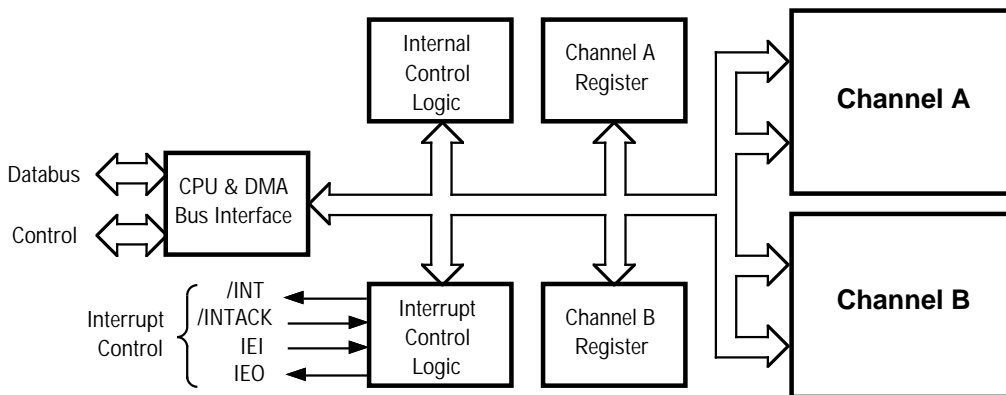 Internal
Control
Logic
Channel A
Register
Channel A
Databus
Control
CPU & DMA
Bus Interface
Channel B
Interrupt
Control
/INT
/INTACK
IEI
IEO
Interrupt
Control
Logic
Channel B
Register